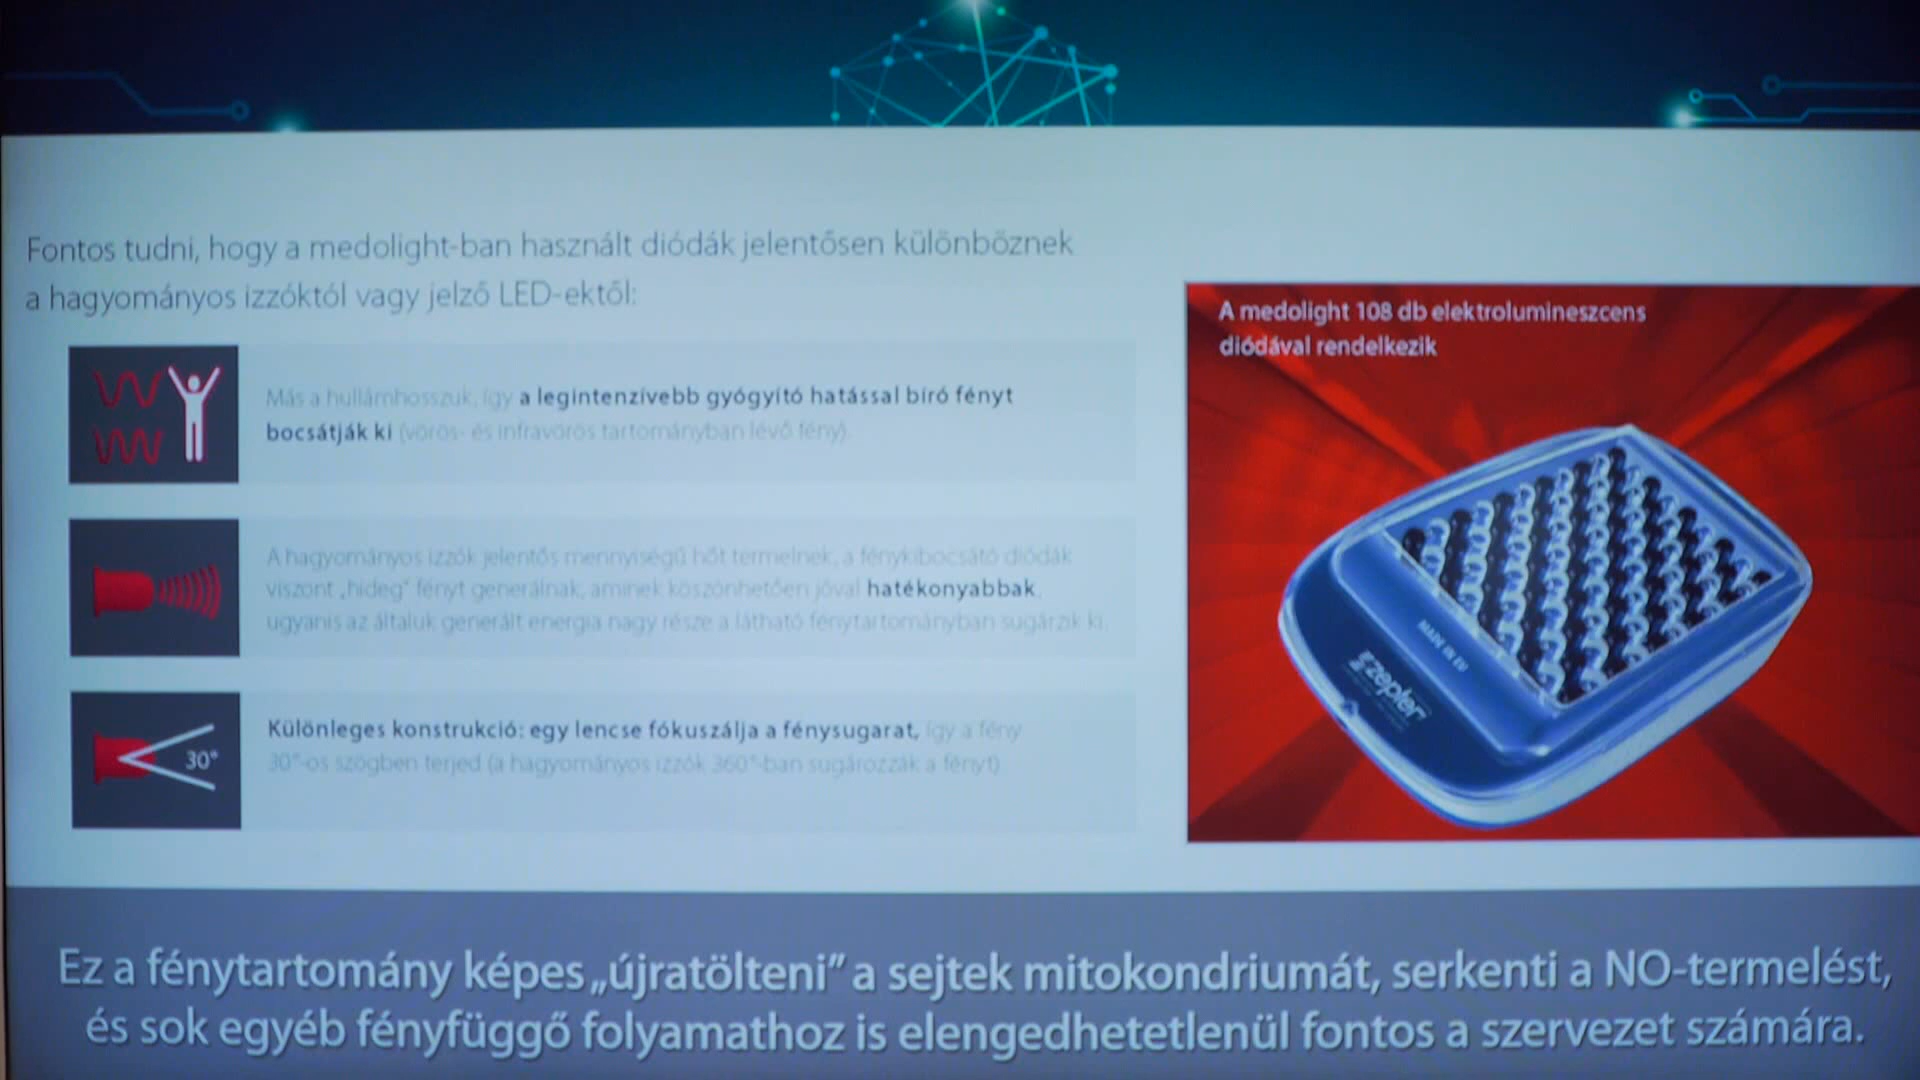 Fontos tudni, hogy a medolight-ban használt diódák jelentősen különböznek
a hagyományos izzóktól vagy jelző LED-ektől:
A medolight 108 db elektrolumineszcens
diódával rendelkezik
Más a hullámhosszuk, így a legintenzívebb gyógyító hatással bíró fényt
bocsátják ki (vörös- és infravörös tartományban lévő fény).
A hagyományos izzók jelentős mennyiségű hőt termelnek, a fénykibocsátó diódák
viszont „hideg" fényt generálnak, aminek köszönhetően jóval hatékonyabbak,
ugyanis az általuk generált energia nagy része a látható fénytartományban sugárzik ki.
30°
Különleges konstrukció: egy lencse fókuszálja a fénysugarat, így a fény
30°-os szögben terjed (a hagyományos izzók 360°-ban sugározzák a fényt)
MADE IN EU
zepter
Ez a fénytartomány képes „újratölteni" a sejtek mitokondriumát, serkenti a NO-termelést,
és sok egyéb fényfüggő folyamathoz is elengedhetetlenül fontos a szervezet számára.